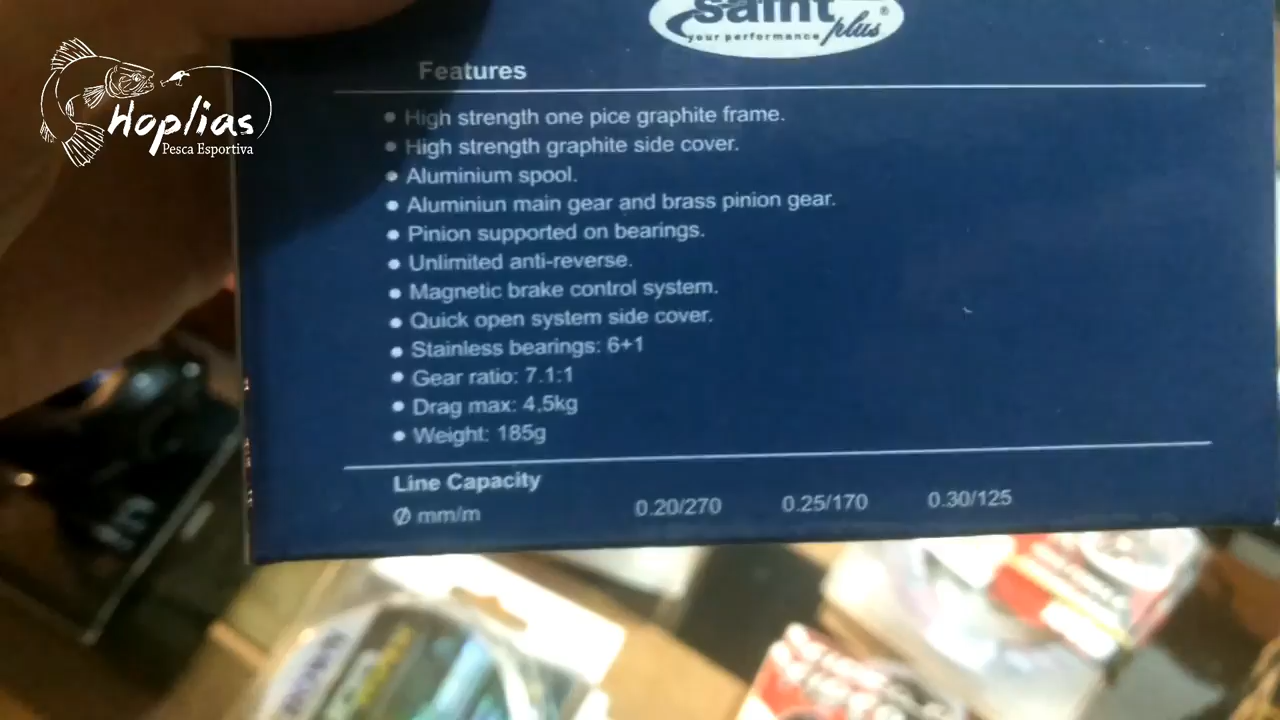 saint
plus®
your performance
Hoplias
Pesca Esportiva
Features
High strength one pice graphite frame.
High strength graphite side cover.
Aluminium spool.
Aluminiun main gear and brass pinion gear.
Pinion supported on bearings.
Unlimited anti-reverse.
Magnetic brake control system.
Quick open system side cover.
Stainless bearings: 6+1
Gear ratio: 7.1:1
Drag max: 4,5kg
Weight: 185g
Line Capacity
Ø mm/m 0.20/270 0.25/170 0.30/125